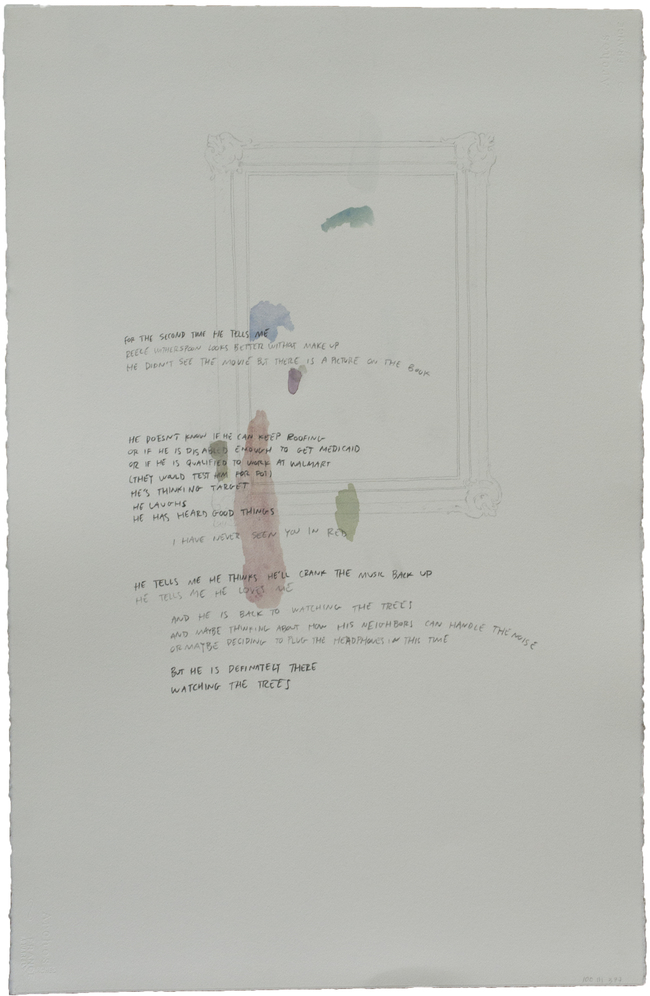 FOR THE SECOND TIME HE TELLS ME
REESE WITHERSPOON LOOKS BETTER WITHOUT MAKE UP
HE DIDN'T SEE THE MOVIE BUT THERE IS A PICTURE ON THE BOOK
HE DOESN'T KNOW IF HE CAN KEEP ROOFING
OR IF HE IS DISABLED ENOUGH TO GET MEDICAID
OR IF HE IS QUALIFIED TO WORK AT WALMART
(THEY WOULD TEST HIM FOR POT)
HE'S THINKING TARGET
HE LAUGHS
HE HAS HEARD GOOD THINGS
I HAVE NEVER SEEN YOU IN RED
HE TELLS ME HE THINKS HE'LL CRANK THE MUSIC BACK UP
HE TELLS ME HE LOVES ME
AND HE IS BACK TO WATCHING THE TREES
AND MAYBE THINKING ABOUT HOW HIS NEIGHBORS CAN HANDLE THE NOISE
OR MAYBE DECIDING TO PLUG THE HEADPHONES IN THIS TIME
BUT HE IS DEFINATELY THERE
WATCHING THE TREES